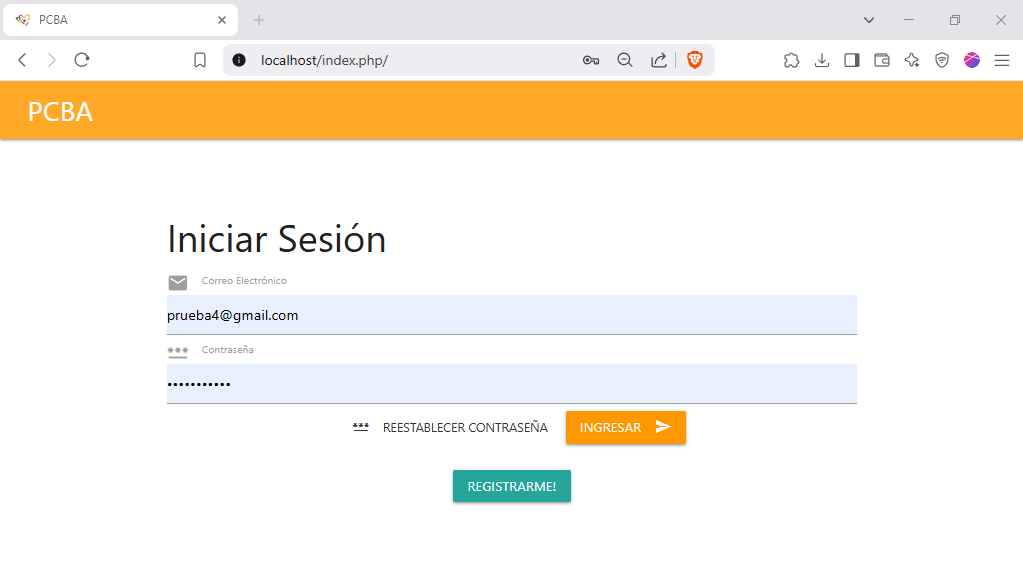 PCBA
localhost/index.php/
PCBA
Iniciar Sesión
Correo Electrónico
prueba4@gmail.com
Contraseña
•••••••••••
REESTABLECER CONTRASEÑA INGRESAR
REGISTRARME!